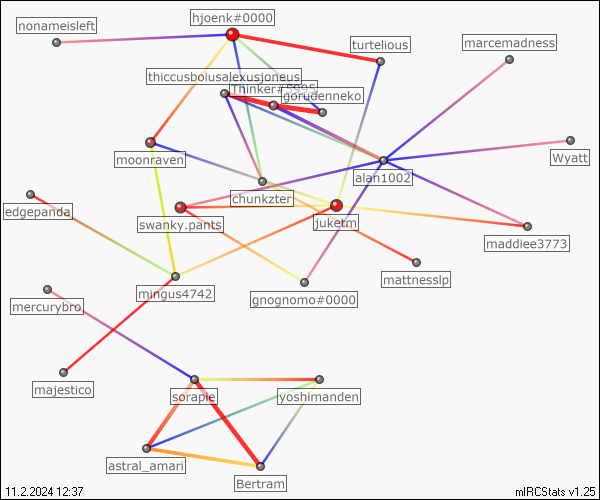 hjoenk#0000
nonameisleft
turtelious
marcemadness
thiccusboiusalexusjoneus
Thinker#5995
gorudenneko
moonraven
Wyatt
alan1002
chunkzter
edgepanda
swanky.pants
juketm
maddiee3773
mattnesslp
mingus4742
gnognomo#0000
mercurybro
majestico
sorapie
yoshimanden
astral_amari
Bertram
11.2.2024 12:37
mIRCStats v1.25